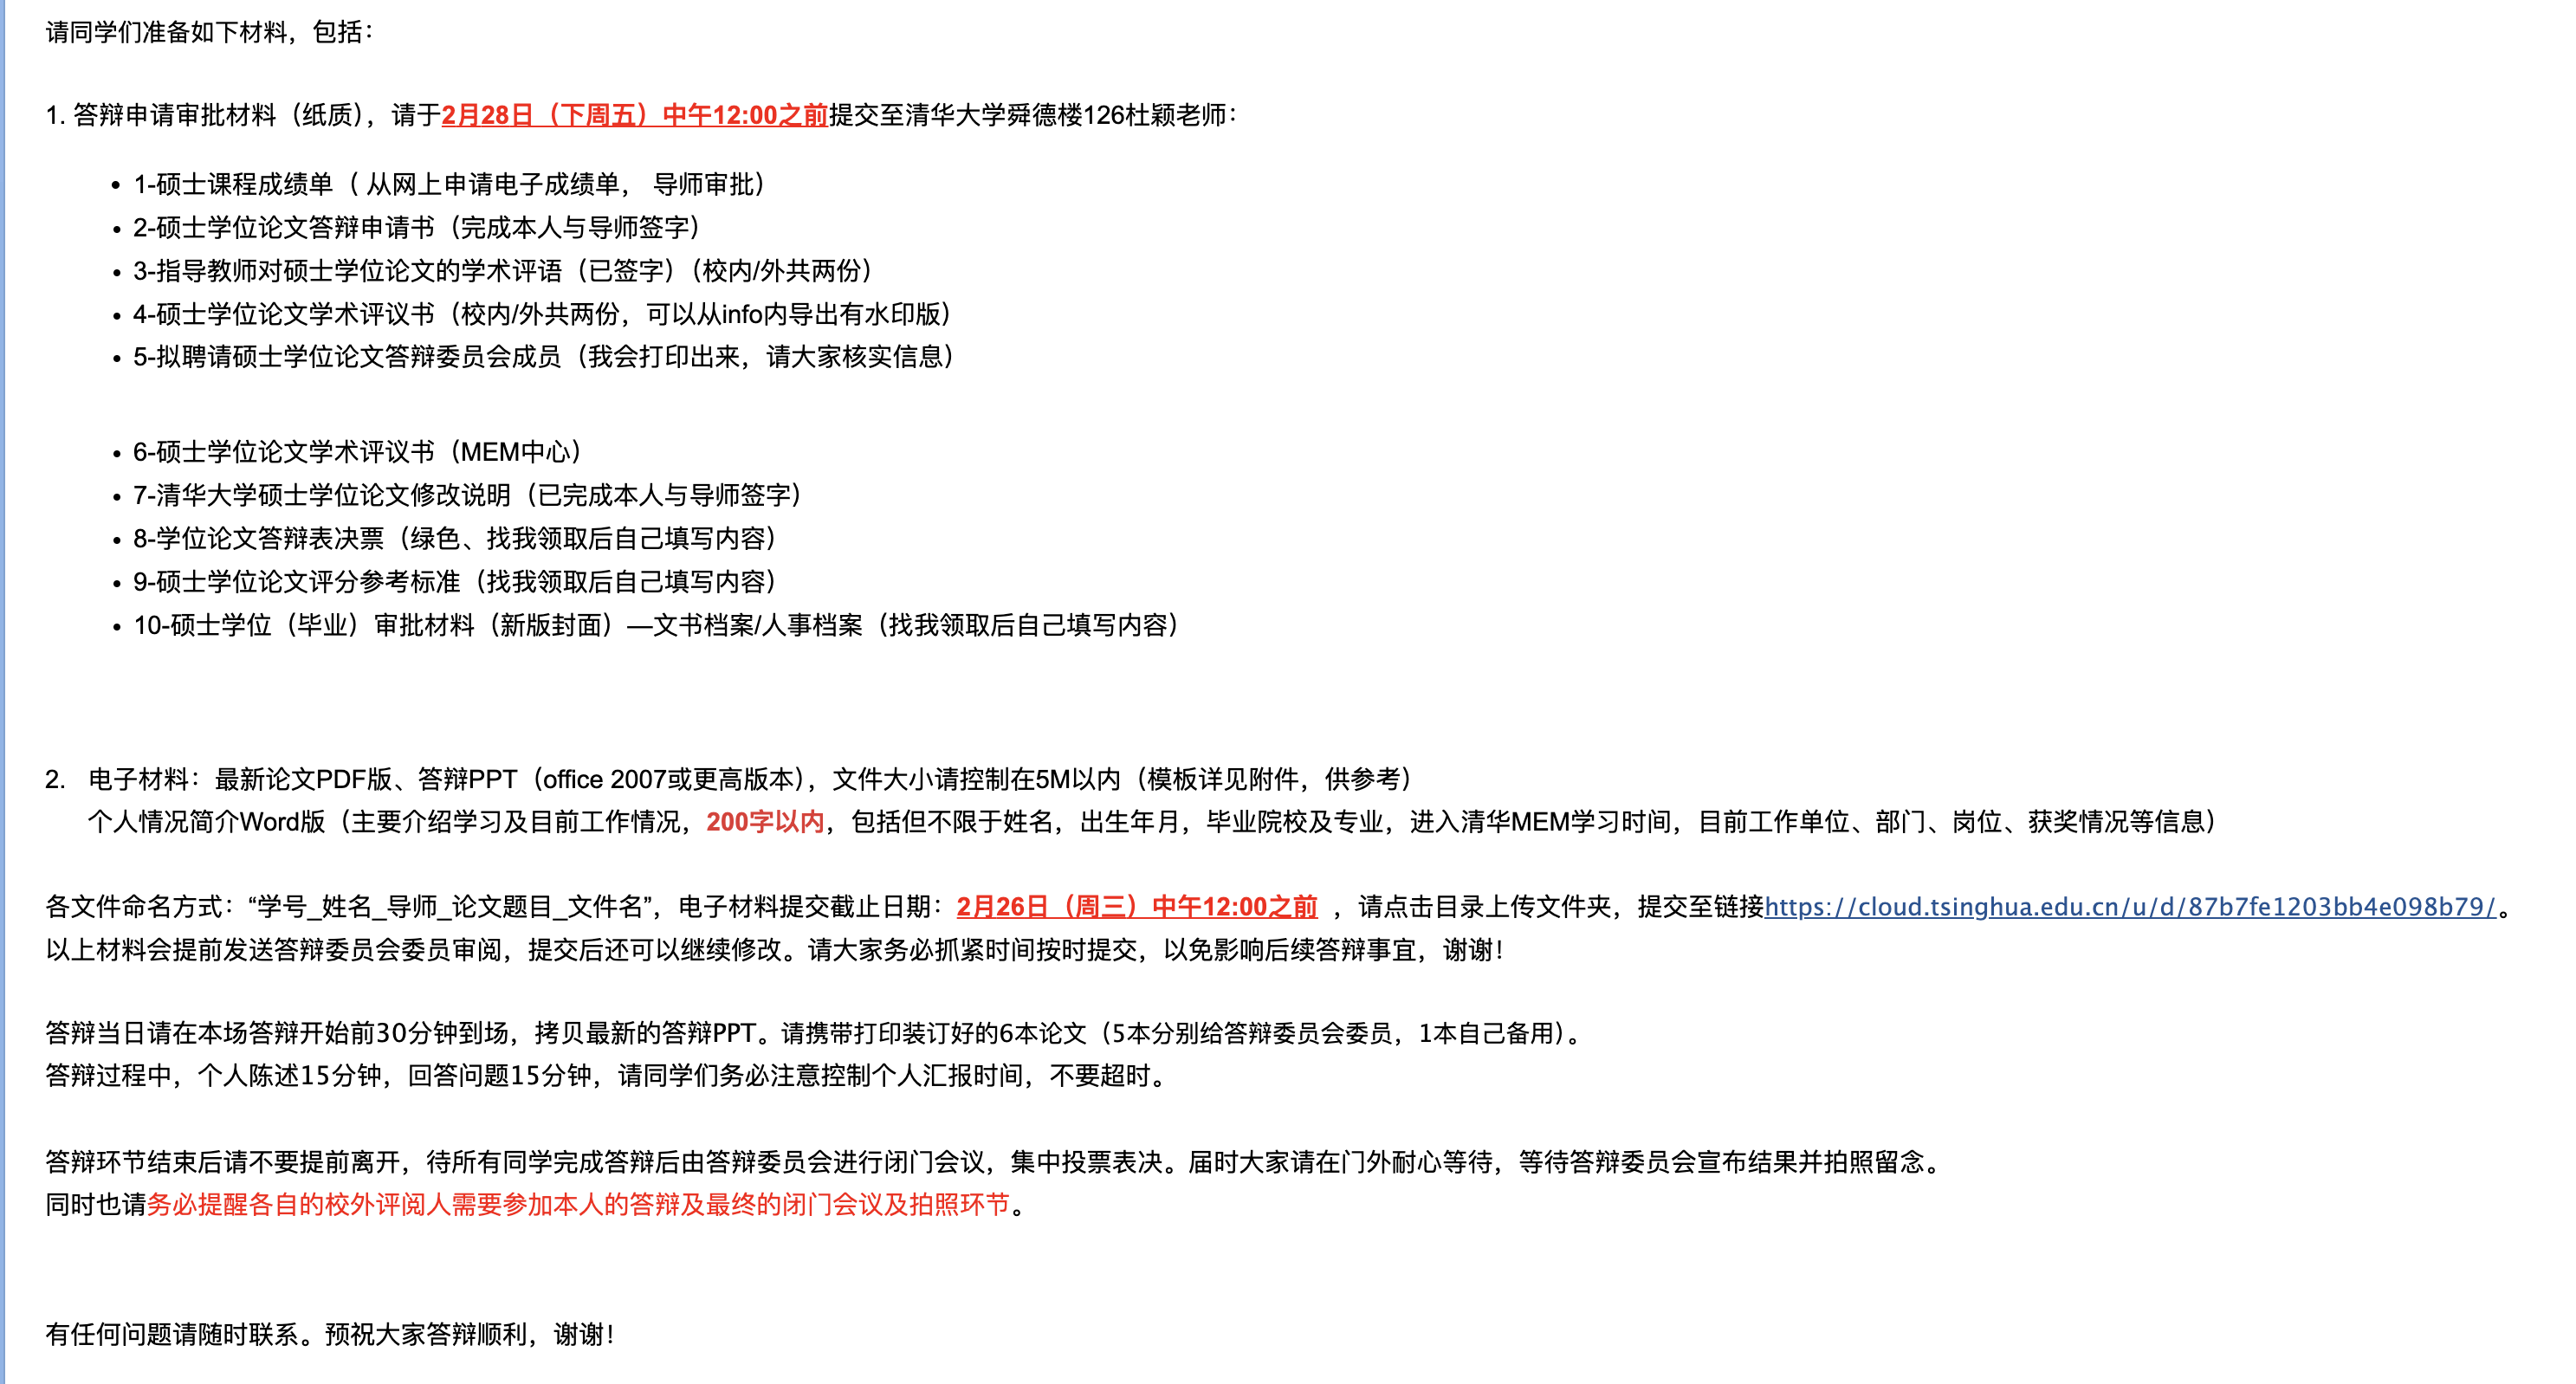 请同学们准备如下材料，包括：
1. 答辩申请审批材料（纸质），请于2月28日（下周五）中午12:00之前提交至清华大学舜德楼126杜颖老师：
• 1-硕士课程成绩单（ 从网上申请电子成绩单， 导师审批）
• 2-硕士学位论文答辩申请书（完成本人与导师签字）
• 3-指导教师对硕士学位论文的学术评语（已签字）（校内/外共两份）
• 4-硕士学位论文学术评议书（校内/外共两份，可以从info内导出有水印版）
• 5-拟聘请硕士学位论文答辩委员会成员（我会打印出来，请大家核实信息）
• 6-硕士学位论文学术评议书（MEM中心）
• 7-清华大学硕士学位论文修改说明（已完成本人与导师签字）
• 8-学位论文答辩表决票（绿色、找我领取后自己填写内容）
• 9-硕士学位论文评分参考标准（找我领取后自己填写内容）
• 10-硕士学位（毕业）审批材料（新版封面）—文书档案/人事档案（找我领取后自己填写内容）
2. 电子材料：最新论文PDF版、答辩PPT（office 2007或更高版本），文件大小请控制在5M以内（模板详见附件，供参考）
个人情况简介Word版（主要介绍学习及目前工作情况，200字以内，包括但不限于姓名，出生年月，毕业院校及专业，进入清华MEM学习时间，目前工作单位、部门、岗位、获奖情况等信息）
各文件命名方式：“学号_姓名_导师_论文题目_文件名”，电子材料提交截止日期：2月26日（周三）中午12:00之前 ，请点击目录上传文件夹，提交至链接https://cloud.tsinghua.edu.cn/u/d/87b7fe1203bb4e098b79/。
以上材料会提前发送答辩委员会委员审阅，提交后还可以继续修改。请大家务必抓紧时间按时提交，以免影响后续答辩事宜，谢谢！
答辩当日请在本场答辩开始前30分钟到场，拷贝最新的答辩PPT。请携带打印装订好的6本论文（5本分别给答辩委员会委员，1本自己备用）。
答辩过程中，个人陈述15分钟，回答问题15分钟，请同学们务必注意控制个人汇报时间，不要超时。
答辩环节结束后请不要提前离开，待所有同学完成答辩后由答辩委员会进行闭门会议，集中投票表决。届时大家请在门外耐心等待，等待答辩委员会宣布结果并拍照留念。
同时也请务必提醒各自的校外评阅人需要参加本人的答辩及最终的闭门会议及拍照环节。
有任何问题请随时联系。预祝大家答辩顺利，谢谢！